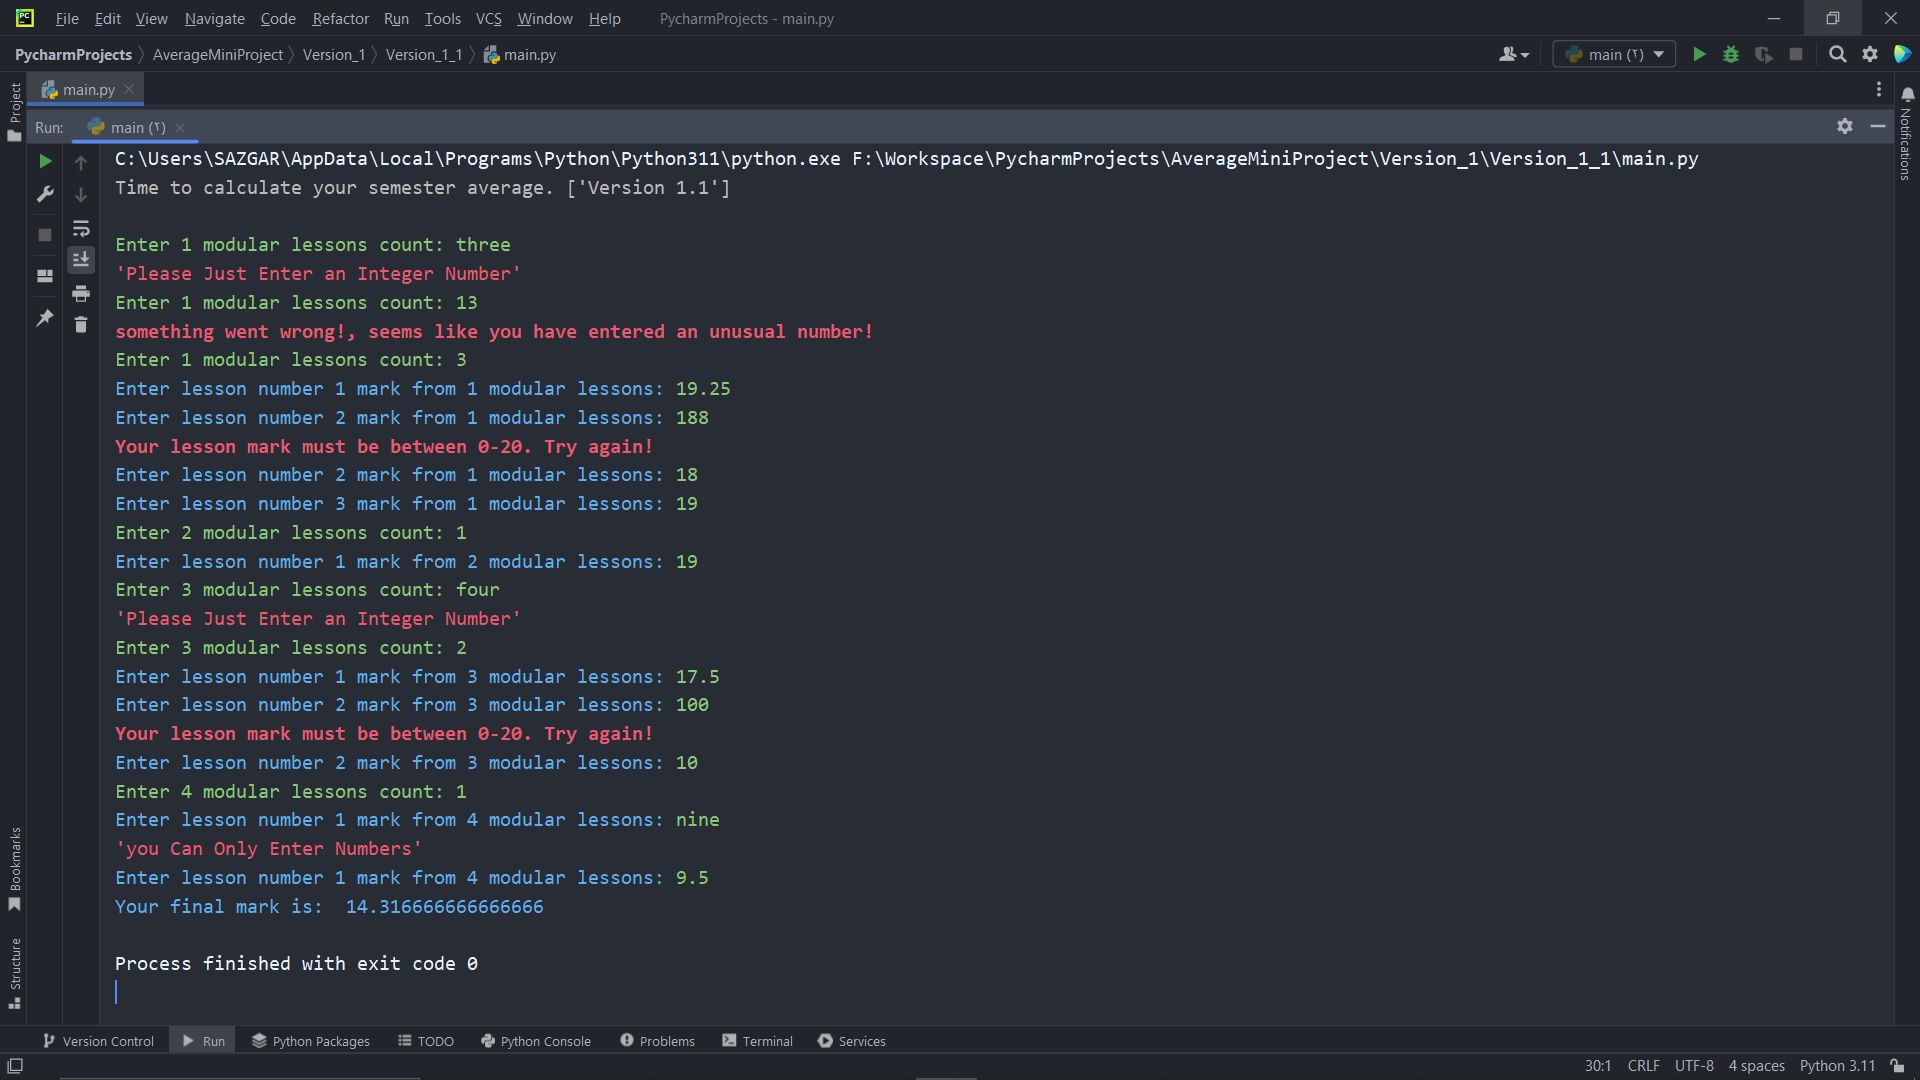 PC
File Edit View Navigate Code Refactor Run Tools VCS Window Help PycharmProjects - main.py
PycharmProjects AverageMiniProject Version_1 Version_1_1 main.py main (۲)
Project main.py
Notifications
Run: main (۲)
C:\Users\SAZGAR\AppData\Local\Programs\Python\Python311\python.exe F:\Workspace\PycharmProjects\AverageMiniProject\Version_1\Version_1_1\main.py
Time to calculate your semester average. ['Version 1.1']
Enter 1 modular lessons count: three
'Please Just Enter an Integer Number'
Enter 1 modular lessons count: 13
something went wrong!, seems like you have entered an unusual number!
Enter 1 modular lessons count: 3
Enter lesson number 1 mark from 1 modular lessons: 19.25
Enter lesson number 2 mark from 1 modular lessons: 188
Your lesson mark must be between 0-20. Try again!
Enter lesson number 2 mark from 1 modular lessons: 18
Enter lesson number 3 mark from 1 modular lessons: 19
Enter 2 modular lessons count: 1
Enter lesson number 1 mark from 2 modular lessons: 19
Enter 3 modular lessons count: four
'Please Just Enter an Integer Number'
Enter 3 modular lessons count: 2
Enter lesson number 1 mark from 3 modular lessons: 17.5
Enter lesson number 2 mark from 3 modular lessons: 100
Your lesson mark must be between 0-20. Try again!
Enter lesson number 2 mark from 3 modular lessons: 10
Enter 4 modular lessons count: 1
Enter lesson number 1 mark from 4 modular lessons: nine
'you Can Only Enter Numbers'
Enter lesson number 1 mark from 4 modular lessons: 9.5
Your final mark is:  14.316666666666666
Process finished with exit code 0
Bookmarks
Structure
Version Control Run Python Packages TODO Python Console Problems Terminal Services
30:1 CRLF UTF-8 4 spaces Python 3.11